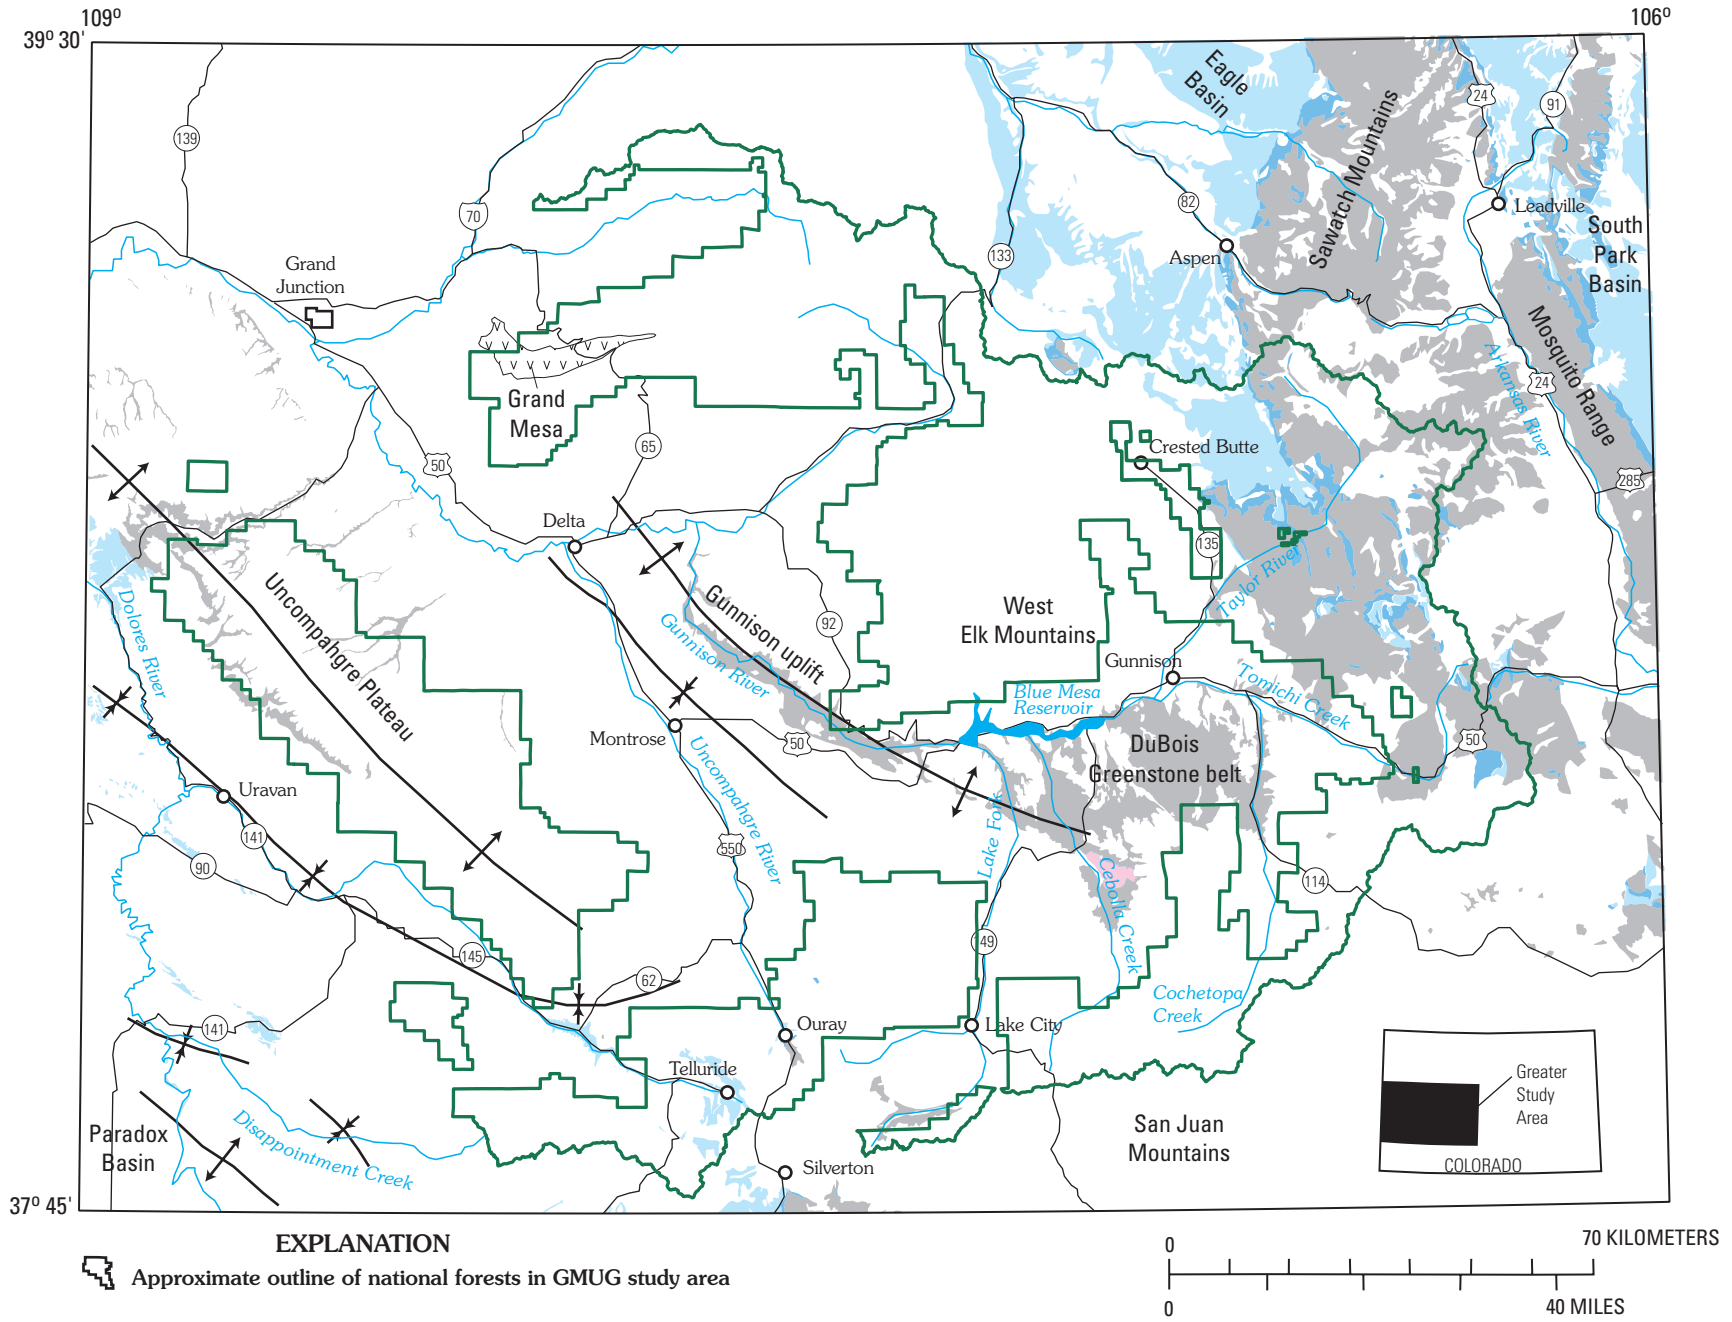 109º
106º
39º 30'
Eagle
Basin
24
91
139
Sawatch Mountains
82
70
Leadville
South
Park
Basin
133
Aspen
Grand
Junction
Mosquito Range
Arkansas River
24
Grand
Mesa
65
50
Crested Butte
285
Delta
135
Taylor River
Uncompahgre Plateau
Dolores River
Gunnison uplift
Gunnison River
92
West
Elk Mountains
Gunnison
Tomichi Creek
Blue Mesa
Reservoir
Montrose
50
50
DuBois
Greenstone belt
Uncompahgre River
Uravan
141
550
Lake Fork
90
Cebolla Creek
114
145
62
149
Cochetopa
Creek
141
Ouray
Lake City
Telluride
Greater
Study
Area
COLORADO
Paradox
Basin
Disappointment Creek
San Juan
Mountains
Silverton
37º 45'
EXPLANATION
Approximate outline of national forests in GMUG study area
0
70 KILOMETERS
0
40 MILES